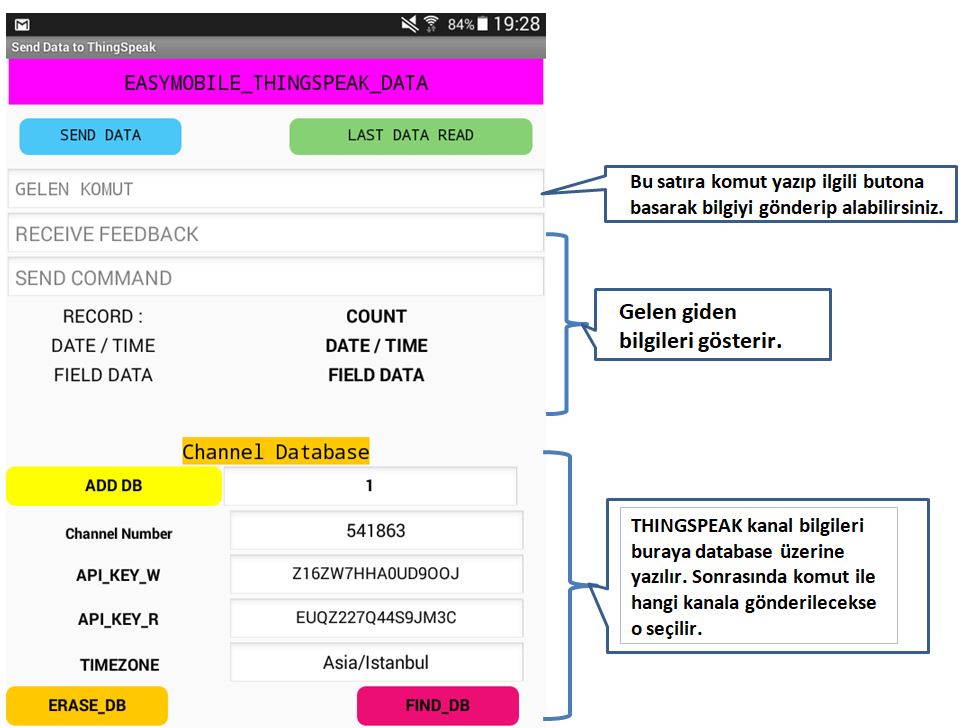 84% 19:28
Send Data to ThingSpeak
EASYMOBILE_THINGSPEAK_DATA
SEND DATA
LAST DATA READ
GELEN KOMUT
Bu satıra komut yazıp ilgili butona
basarak bilgiyi gönderip alabilirsiniz.
RECEIVE FEEDBACK
SEND COMMAND
RECORD : COUNT
DATE / TIME DATE / TIME
FIELD DATA FIELD DATA
Gelen giden
bilgileri gösterir.
Channel Database
ADD DB 1
Channel Number 541863
API_KEY_W Z16ZW7HHA0UD9OOJ
API_KEY_R EUQZ227Q44S9JM3C
TIMEZONE Asia/Istanbul
ERASE_DB FIND_DB
THINGSPEAK kanal bilgileri
buraya database üzerine
yazılır. Sonrasında komut ile
hangi kanala gönderilecekse
o seçilir.